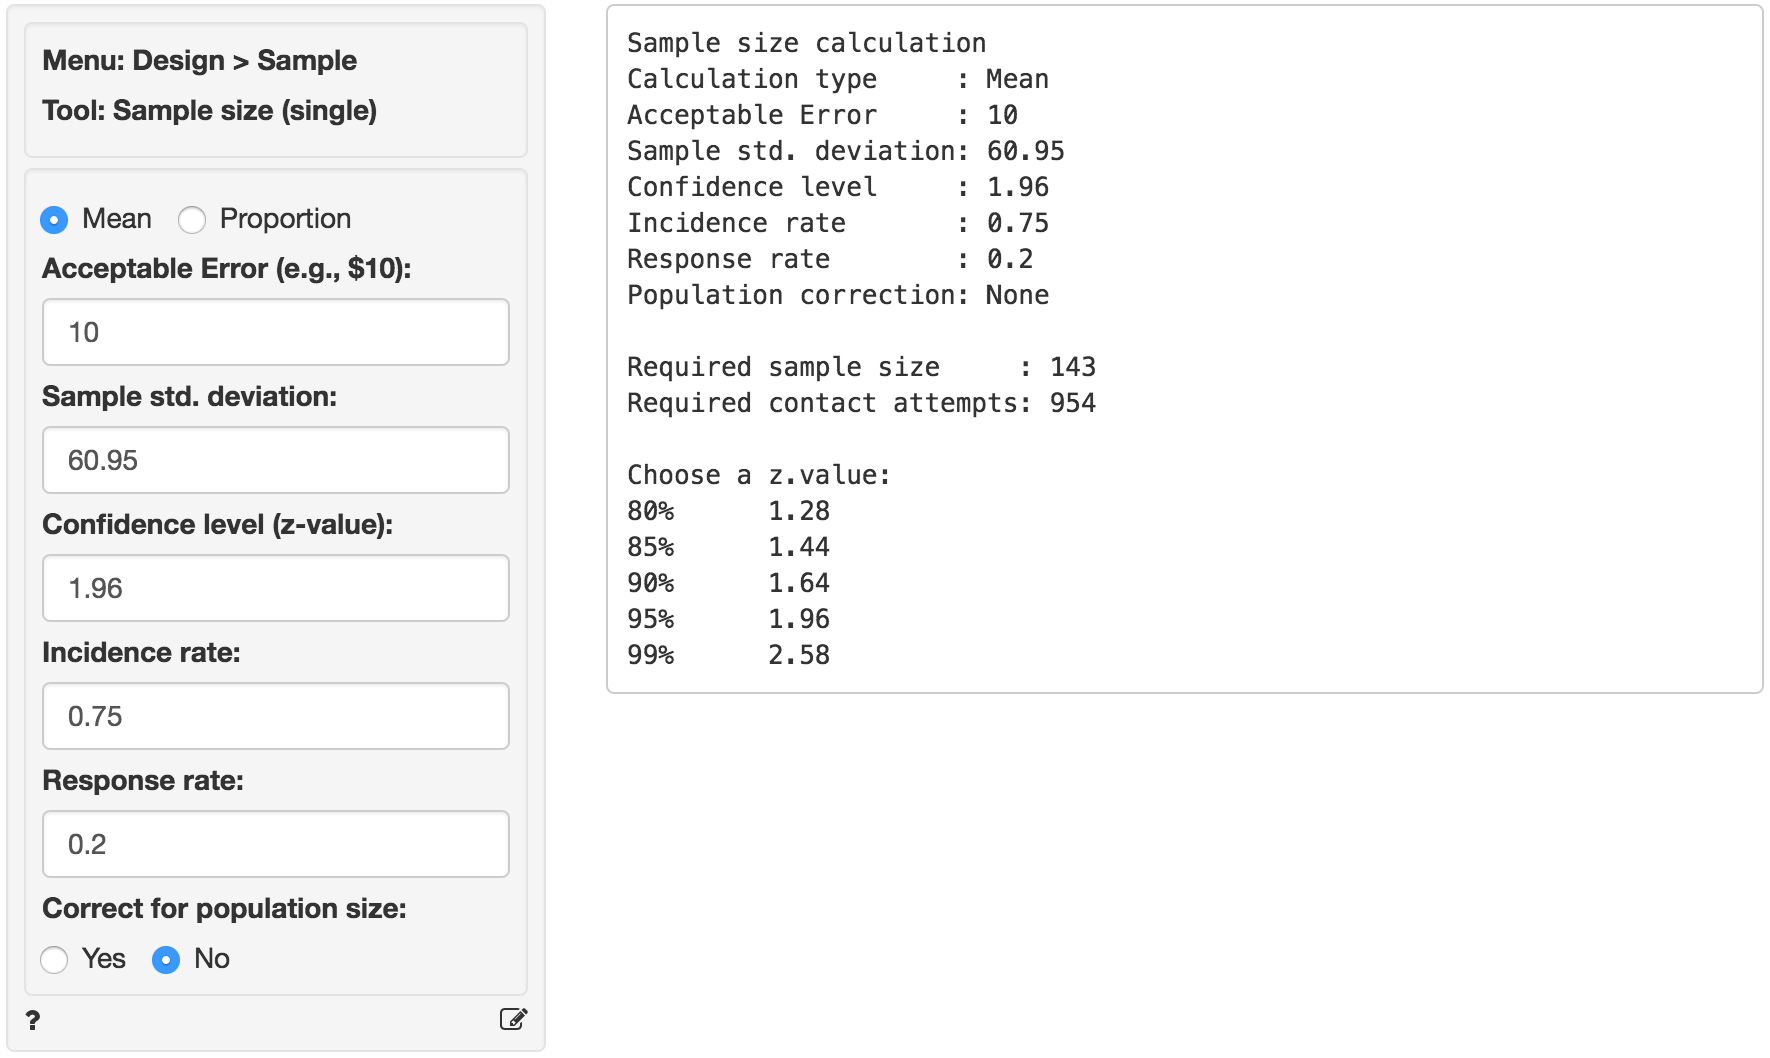 Menu: Design > Sample
Tool: Sample size (single)
Mean Proportion
Acceptable Error (e.g., $10):
10
Sample std. deviation:
60.95
Confidence level (z-value):
1.96
Incidence rate:
0.75
Response rate:
0.2
Correct for population size:
Yes No
?
Sample size calculation
Calculation type     : Mean
Acceptable Error     : 10
Sample std. deviation: 60.95
Confidence level     : 1.96
Incidence rate       : 0.75
Response rate        : 0.2
Population correction: None
Required sample size     : 143
Required contact attempts: 954
Choose a z.value:
80%      1.28
85%      1.44
90%      1.64
95%      1.96
99%      2.58